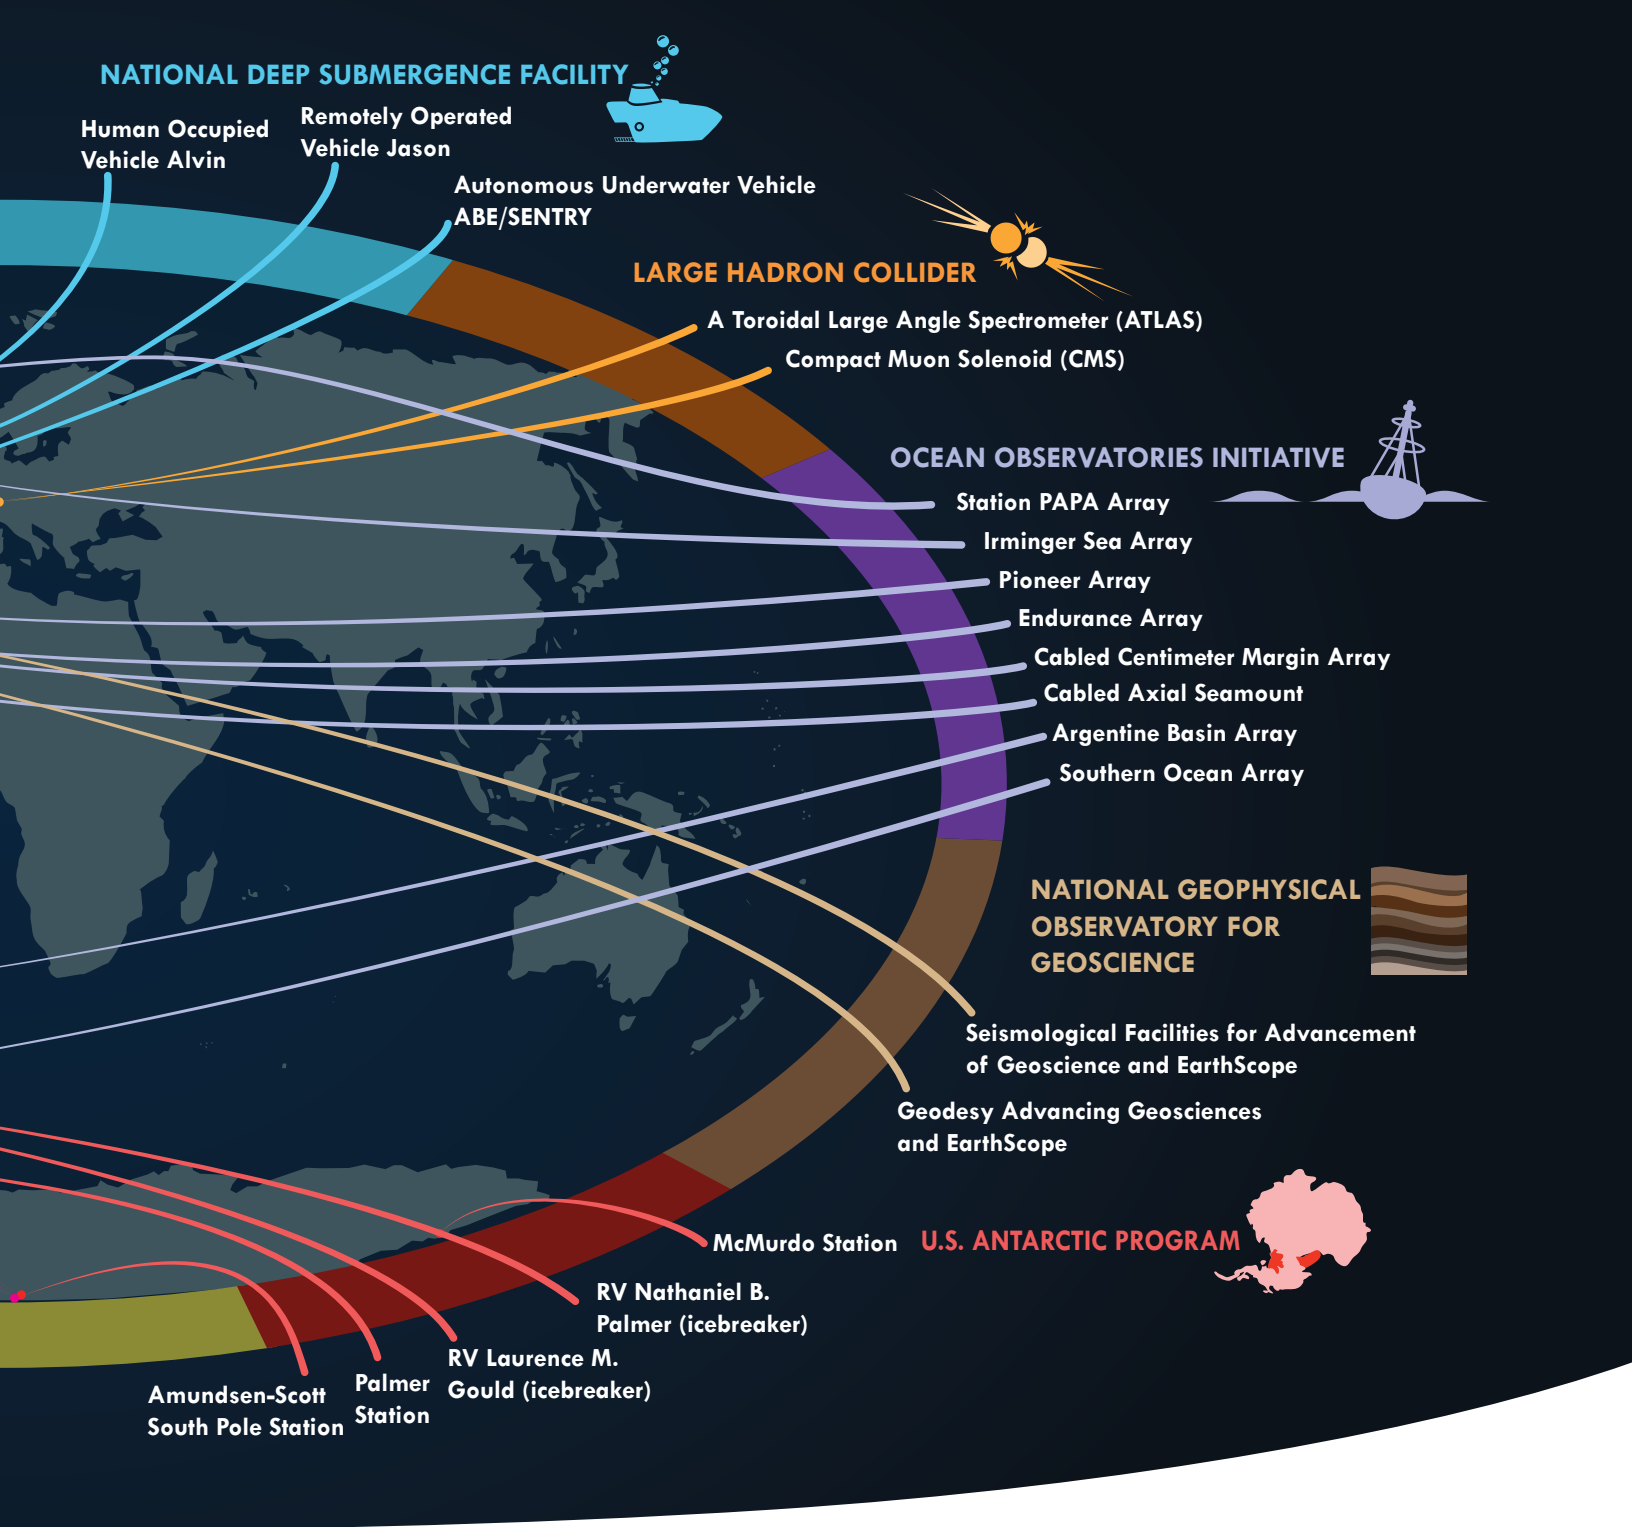 NATIONAL DEEP SUBMERGENCE FACILITY
Human Occupied
Vehicle Alvin
Remotely Operated
Vehicle Jason
Autonomous Underwater Vehicle
ABE/SENTRY
LARGE HADRON COLLIDER
A Toroidal Large Angle Spectrometer (ATLAS)
Compact Muon Solenoid (CMS)
OCEAN OBSERVATORIES INITIATIVE
Station PAPA Array
Irminger Sea Array
Pioneer Array
Endurance Array
Cabled Centimeter Margin Array
Cabled Axial Seamount
Argentine Basin Array
Southern Ocean Array
NATIONAL GEOPHYSICAL
OBSERVATORY FOR
GEOSCIENCE
Seismological Facilities for Advancement
of Geoscience and EarthScope
Geodesy Advancing Geosciences
and EarthScope
U.S. ANTARCTIC PROGRAM
McMurdo Station
RV Nathaniel B.
Palmer (icebreaker)
RV Laurence M.
Gould (icebreaker)
Palmer
Station
Amundsen-Scott
South Pole Station